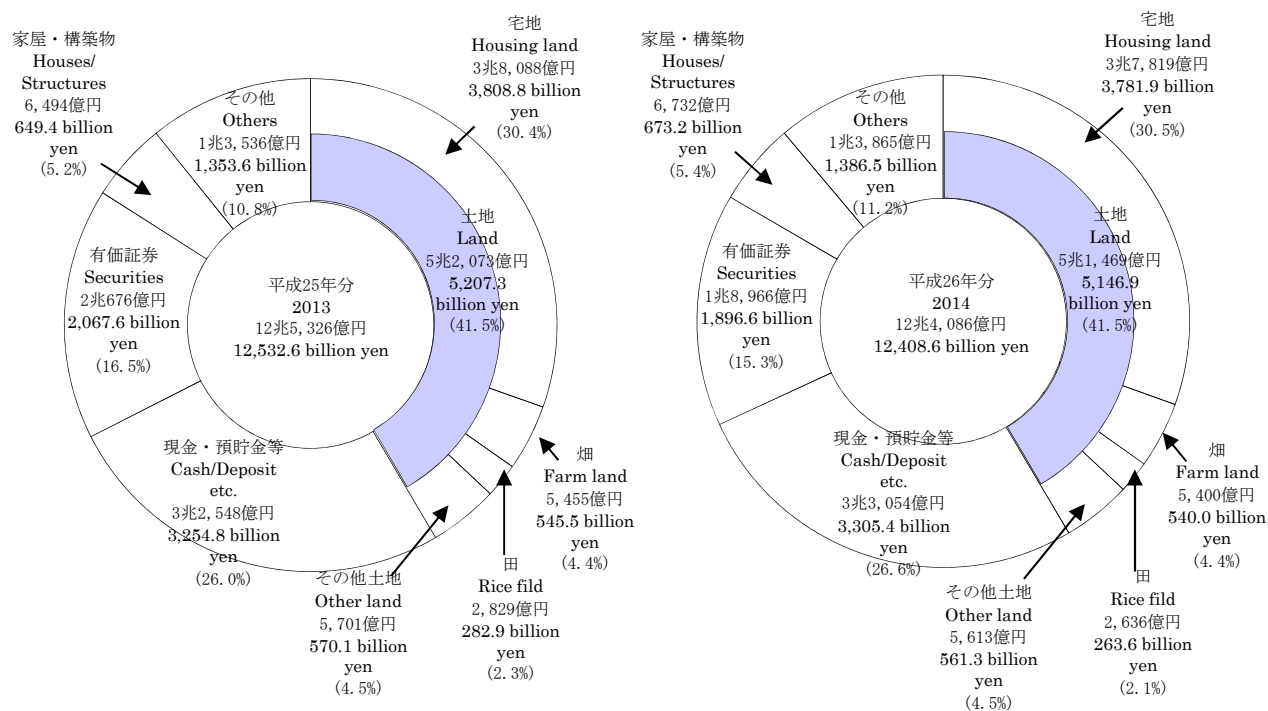 宅地
Housing land
3兆8,088億円
3,808.8 billion
yen
(30.4%)
家屋・構築物
Houses/
Structures
6,494億円
649.4 billion
yen
(5.2%)
その他
Others
1兆3,536億円
1,353.6 billion
yen
(10.8%)
土地
Land
5兆2,073億円
5,207.3
billion yen
(41.5%)
有価証券
Securities
2兆676億円
2,067.6 billion
yen
(16.5%)
平成25年分
2013
12兆5,326億円
12,532.6 billion yen
現金・預貯金等
Cash/Deposit
etc.
3兆2,548億円
3,254.8 billion
yen
(26.0%)
畑
Farm land
5,455億円
545.5 billion
yen
(4.4%)
その他土地
Other land
5,701億円
570.1 billion
yen
(4.5%)
田
Rice fild
2,829億円
282.9 billion
yen
(2.3%)
宅地
Housing land
3兆7,819億円
3,781.9 billion
yen
(30.5%)
家屋・構築物
Houses/
Structures
6,732億円
673.2 billion
yen
(5.4%)
その他
Others
1兆3,865億円
1,386.5 billion
yen
(11.2%)
土地
Land
5兆1,469億円
5,146.9
billion yen
(41.5%)
有価証券
Securities
1兆8,966億円
1,896.6 billion
yen
(15.3%)
平成26年分
2014
12兆4,086億円
12,408.6 billion yen
現金・預貯金等
Cash/Deposit
etc.
3兆3,054億円
3,305.4 billion
yen
(26.6%)
畑
Farm land
5,400億円
540.0 billion
yen
(4.4%)
その他土地
Other land
5,613億円
561.3 billion
yen
(4.5%)
田
Rice fild
2,636億円
263.6 billion
yen
(2.1%)